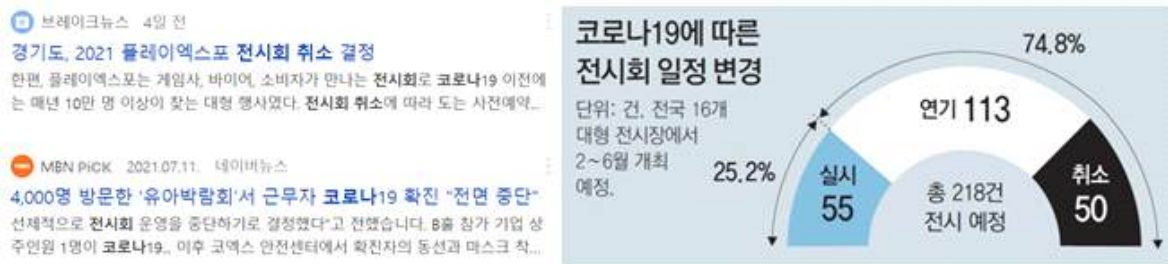 브레이크뉴스 4일 전
경기도, 2021 플레이엑스포 전시회 취소 결정
한편, 플레이엑스포는 게임사, 바이어, 소비자가 만나는 전시회로 코로나19 이전에
는 매년 10만 명 이상이 찾는 대형 행사였다. 전시회 취소에 따라 도는 사전예약...
MBN PiCK 2021.07.11. 네이버뉴스
4,000명 방문한 '유아박람회'서 근무자 코로나19 확진 "전면 중단"
선제적으로 전시회 운영을 중단하기로 결정했다"고 전했습니다. B홀 참가 기업 상
주인원 1명이 코로나19... 이후 코엑스 안전센터에서 확진자의 동선과 마스크 착...
코로나19에 따른
전시회 일정 변경
단위: 건, 전국 16개
대형 전시장에서
2~6월 개최
예정.
74.8%
25.2%
연기 113
실시
55
취소
50
총 218건
전시 예정